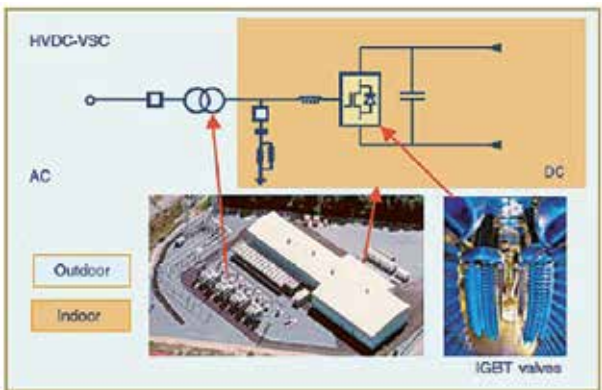 HVDC-VSC
AC
DC
Outdoor
Indoor
IGBT valves